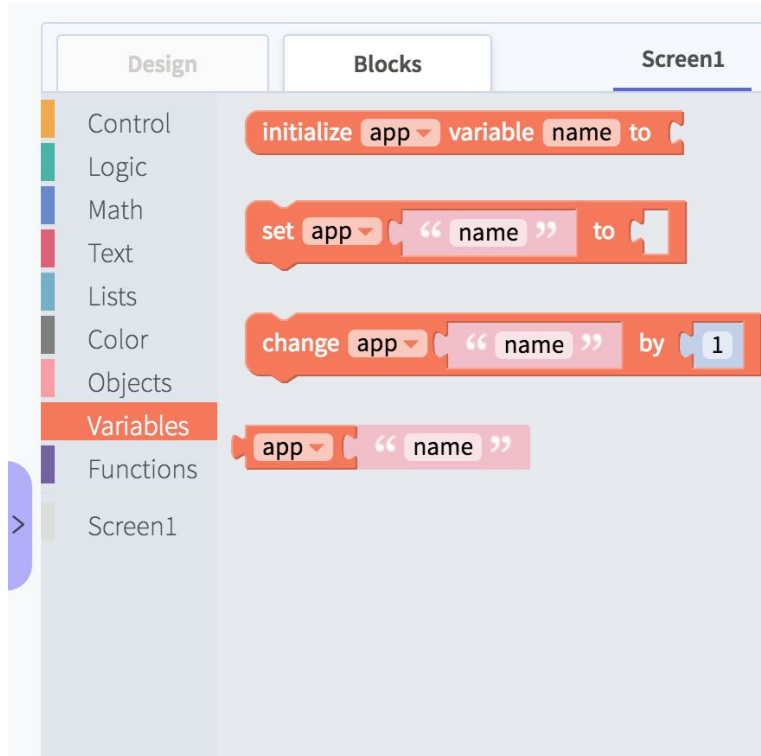 Design Blocks Screen1
Control
Logic
Math
Text
Lists
Color
Objects
Variables
Functions
Screen1
initialize app variable name to
set app “ name ” to
change app “ name ” by 1
app “ name ”